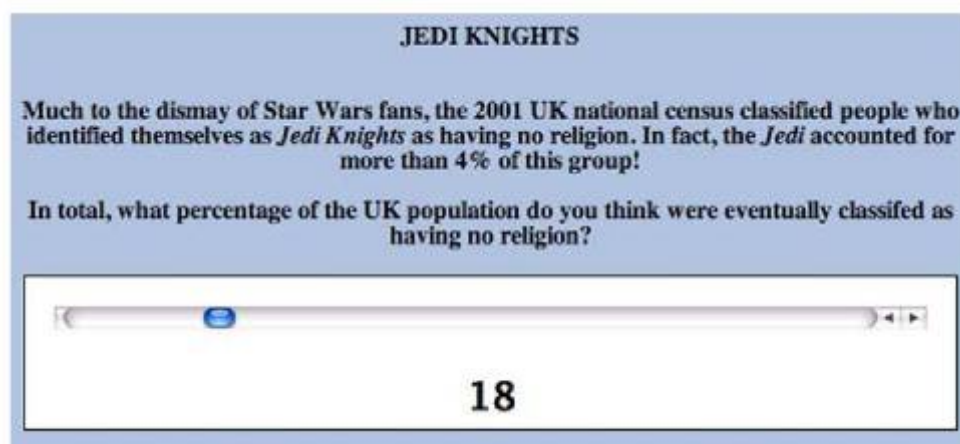 JEDI KNIGHTS
Much to the dismay of Star Wars fans, the 2001 UK national census classified people who
identified themselves as Jedi Knights as having no religion. In fact, the Jedi accounted for
more than 4% of this group!
In total, what percentage of the UK population do you think were eventually classifed as
having no religion?
18